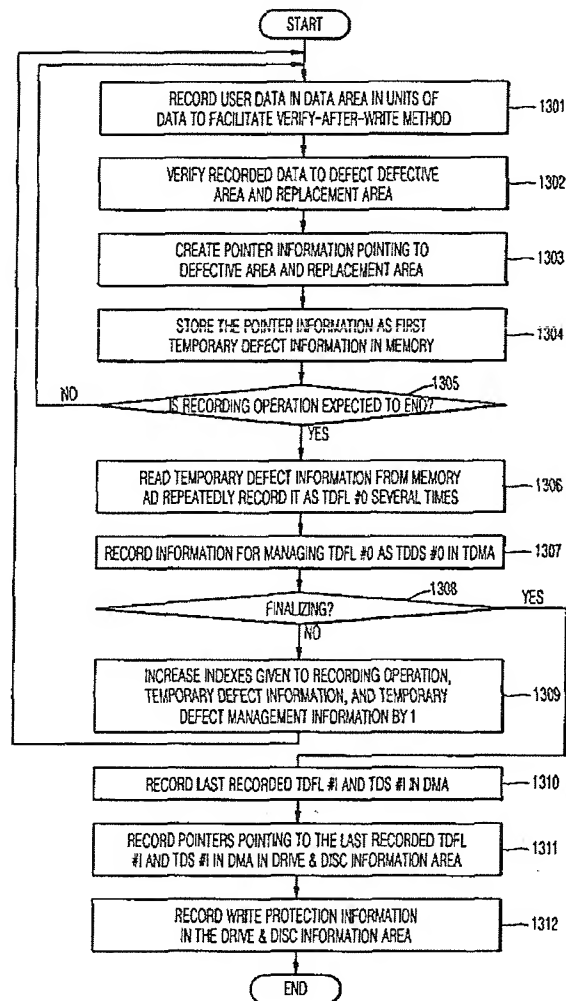 START
RECORD USER DATA IN DATA AREA IN UNITS OF
DATA TO FACILITATE VERIFY-AFTER-WRITE METHOD
1301
VERIFY RECORDED DATA TO DEFECT DEFECTIVE
AREA AND REPLACEMENT AREA
1302
CREATE POINTER INFORMATION POINTING TO
DEFECTIVE AREA AND REPLACEMENT AREA
1303
STORE THE POINTER INFORMATION AS FIRST
TEMPORARY DEFECT INFORMATION IN MEMORY
1304
1305
NO
IS RECORDING OPERATION EXPECTED TO END?
YES
READ TEMPORARY DEFECT INFORMATION FROM MEMORY
AD REPEATEDLY RECORD IT AS TDFL #0 SEVERAL TIMES
1306
RECORD INFORMATION FOR MANAGING TDFL #0 AS TDDS #0 IN TDMA
1307
1308
FINALIZING?
YES
NO
INCREASE INDEXES GIVEN TO RECORDING OPERATION,
TEMPORARY DEFECT INFORMATION, AND TEMPORARY
DEFECT MANAGEMENT INFORMATION BY 1
1309
RECORD LAST RECORDED TDFL #I AND TDS #I IN DMA
1310
RECORD POINTERS POINTING TO THE LAST RECORDED TDFL
#I AND TDS #I IN DMA IN DRIVE & DISC INFORMATION AREA
1311
RECORD WRITE PROTECTION INFORMATION
IN THE DRIVE & DISC INFORMATION AREA
1312
END